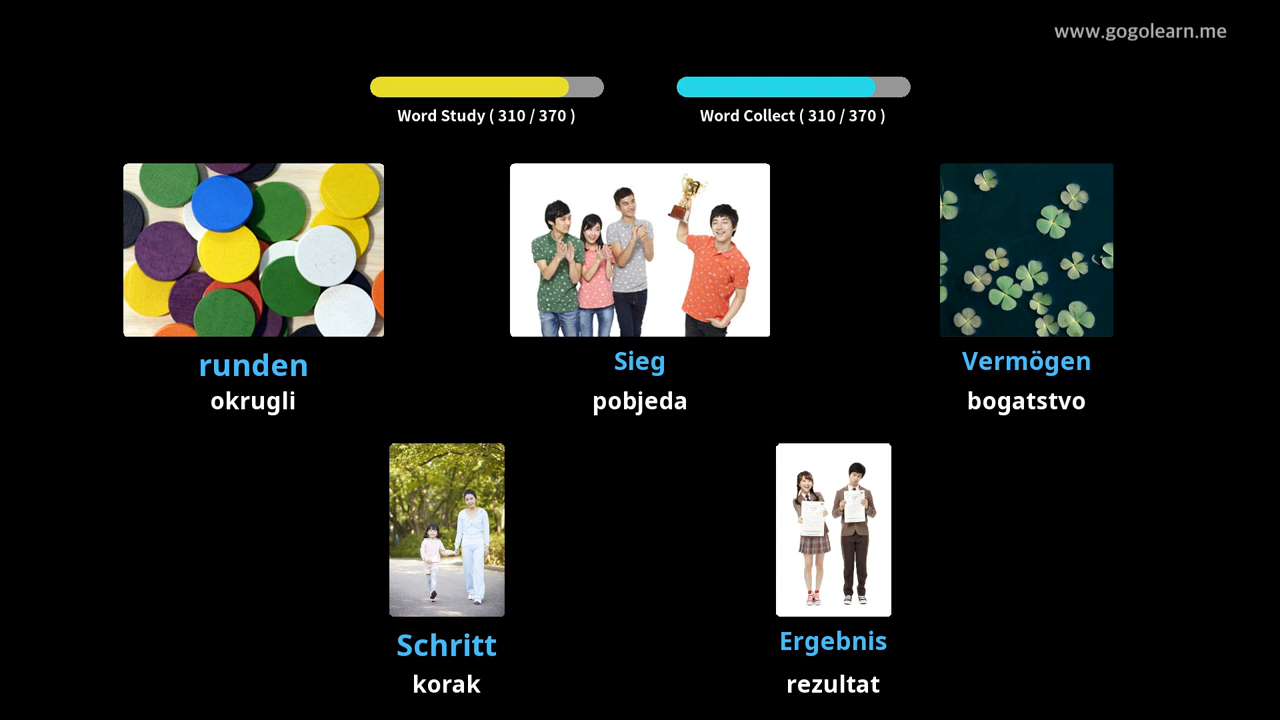 www.gogolearn.me
Word Study ( 310 / 370 )
Word Collect ( 310 / 370 )
runden
okrugli
Sieg
pobjeda
Vermögen
bogatstvo
Schritt
korak
Ergebnis
rezultat